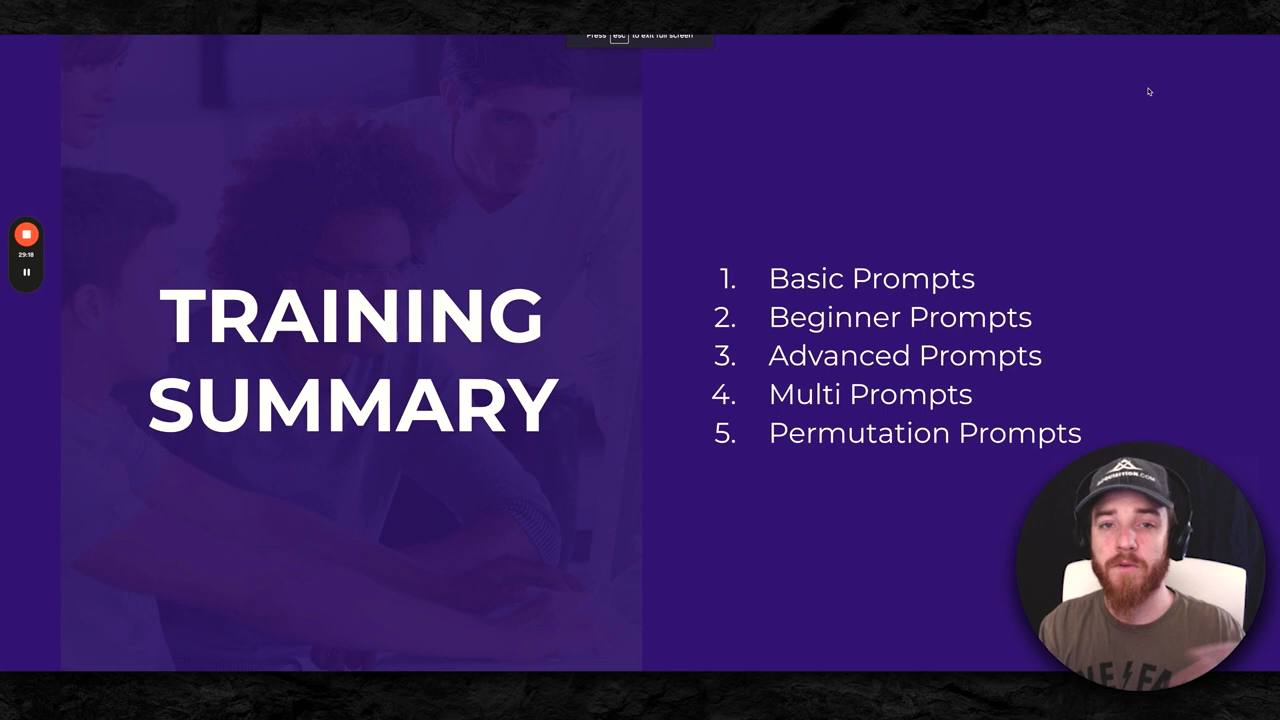 Press esc to exit full screen
29:18
TRAINING
SUMMARY
1. Basic Prompts
2. Beginner Prompts
3. Advanced Prompts
4. Multi Prompts
5. Permutation Prompts